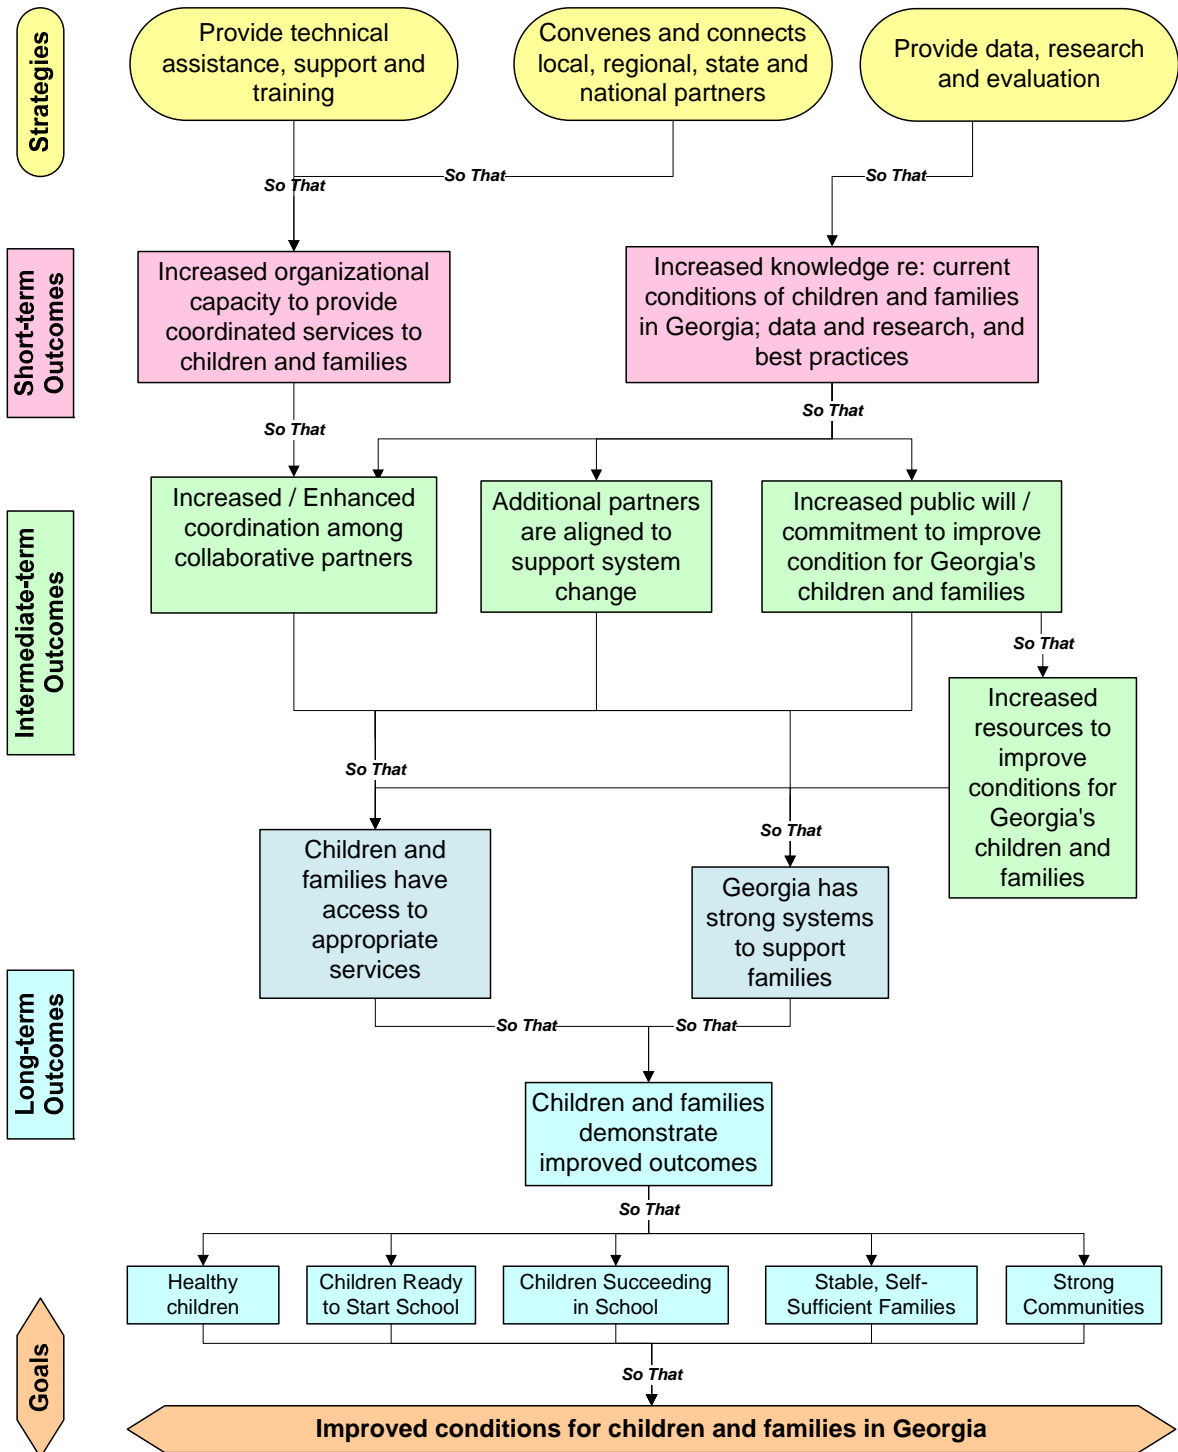 Strategies
Provide technical
assistance, support and
training
Convenes and connects
local, regional, state and
national partners
Provide data, research
and evaluation
So That
So That
So That
Short-term
Outcomes
Increased organizational
capacity to provide
coordinated services to
children and families
Increased knowledge re: current
conditions of children and families
in Georgia; data and research, and
best practices
So That
So That
Intermediate-term
Outcomes
Increased / Enhanced
coordination among
collaborative partners
Additional partners
are aligned to
support system
change
Increased public will /
commitment to improve
condition for Georgia's
children and families
So That
Increased
resources to
improve
conditions for
Georgia's
children and
families
So That
So That
Children and
families have
access to
appropriate
services
Georgia has
strong systems
to support
families
Long-term
Outcomes
So That
So That
Children and families
demonstrate
improved outcomes
So That
Healthy
children
Children Ready
to Start School
Children Succeeding
in School
Stable, Self-
Sufficient Families
Strong
Communities
Goals
So That
Improved conditions for children and families in Georgia